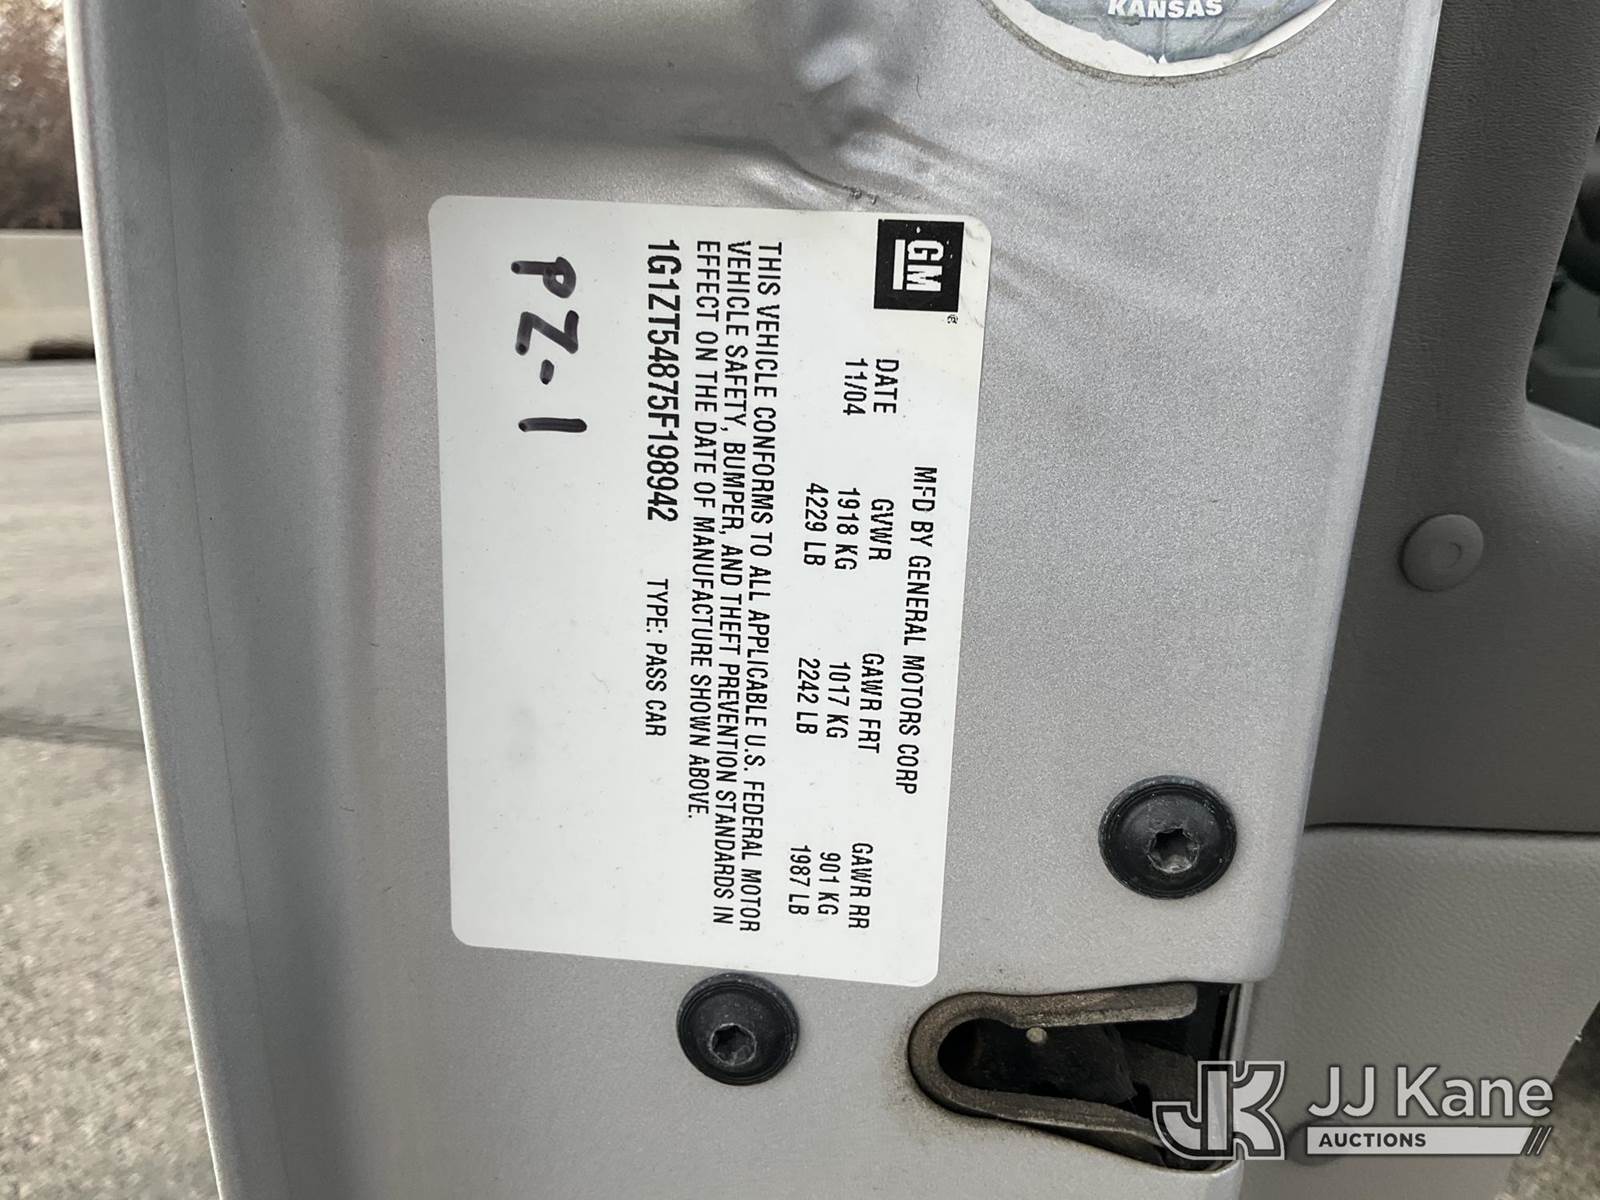 KANSAS
GM
MFD BY GENERAL MOTORS CORP
DATE GVWR GAWR FRT GAWR RR
11/04 1918 KG 1017 KG 901 KG
4229 LB 2242 LB 1987 LB
THIS VEHICLE CONFORMS TO ALL APPLICABLE U.S. FEDERAL MOTOR
VEHICLE SAFETY, BUMPER, AND THEFT PREVENTION STANDARDS IN
EFFECT ON THE DATE OF MANUFACTURE SHOWN ABOVE.
1G1ZT54875F198942 TYPE: PASS CAR
PZ-1
JK JJ Kane
AUCTIONS